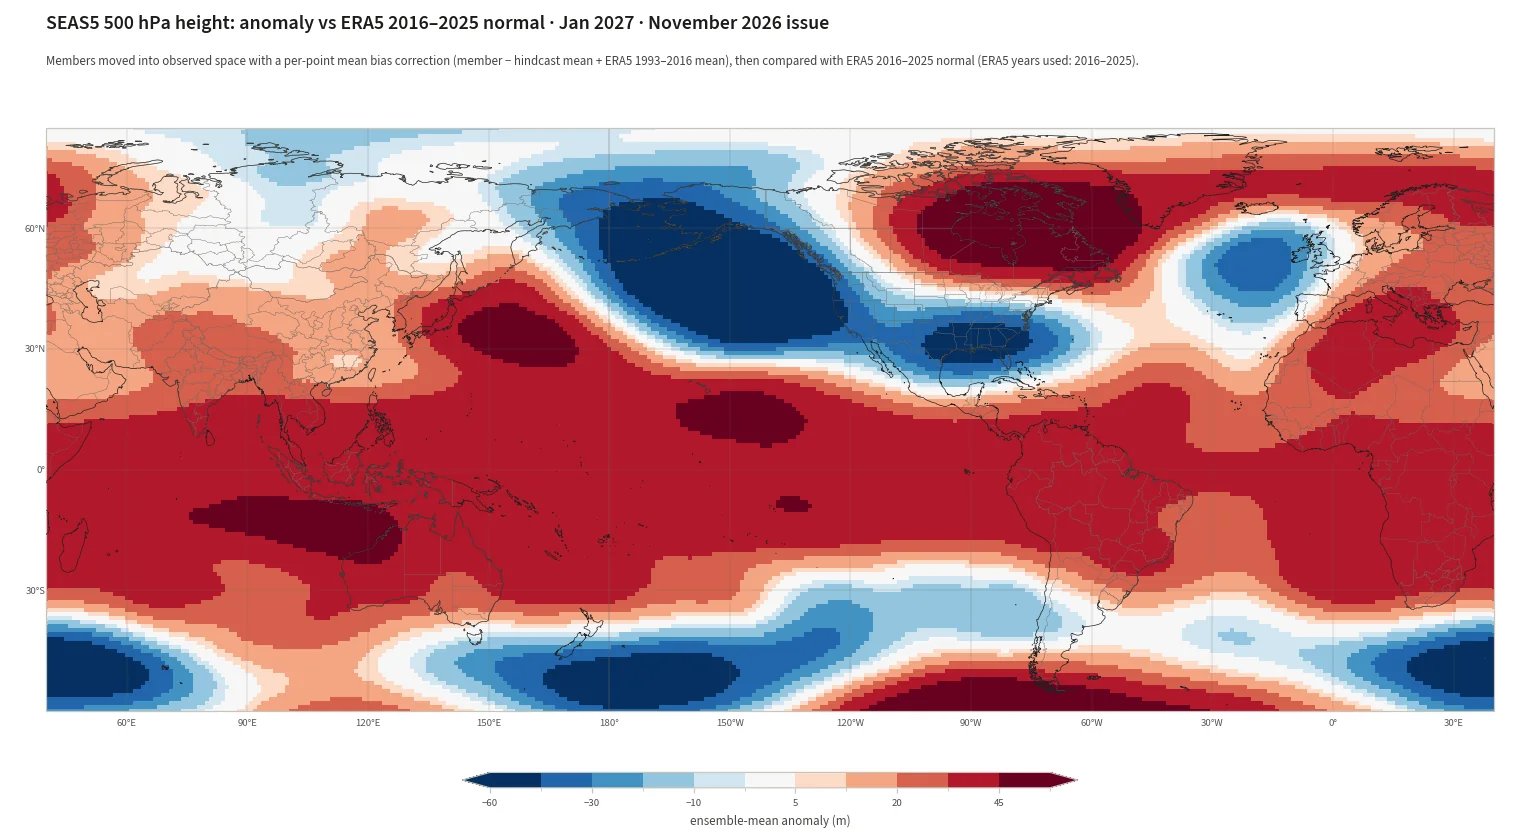 SEAS5 500 hPa height: anomaly vs ERA5 2016–2025 normal · Jan 2027 · November 2026 issue
Members moved into observed space with a per-point mean bias correction (member − hindcast mean + ERA5 1993–2016 mean), then compared with ERA5 2016–2025 normal (ERA5 years used: 2016–2025).
60°N
30°N
0°
30°S
60°E 90°E 120°E 150°E 180° 150°W 120°W 90°W 60°W 30°W 0° 30°E
−60 −30 −10 5 20 45
ensemble-mean anomaly (m)